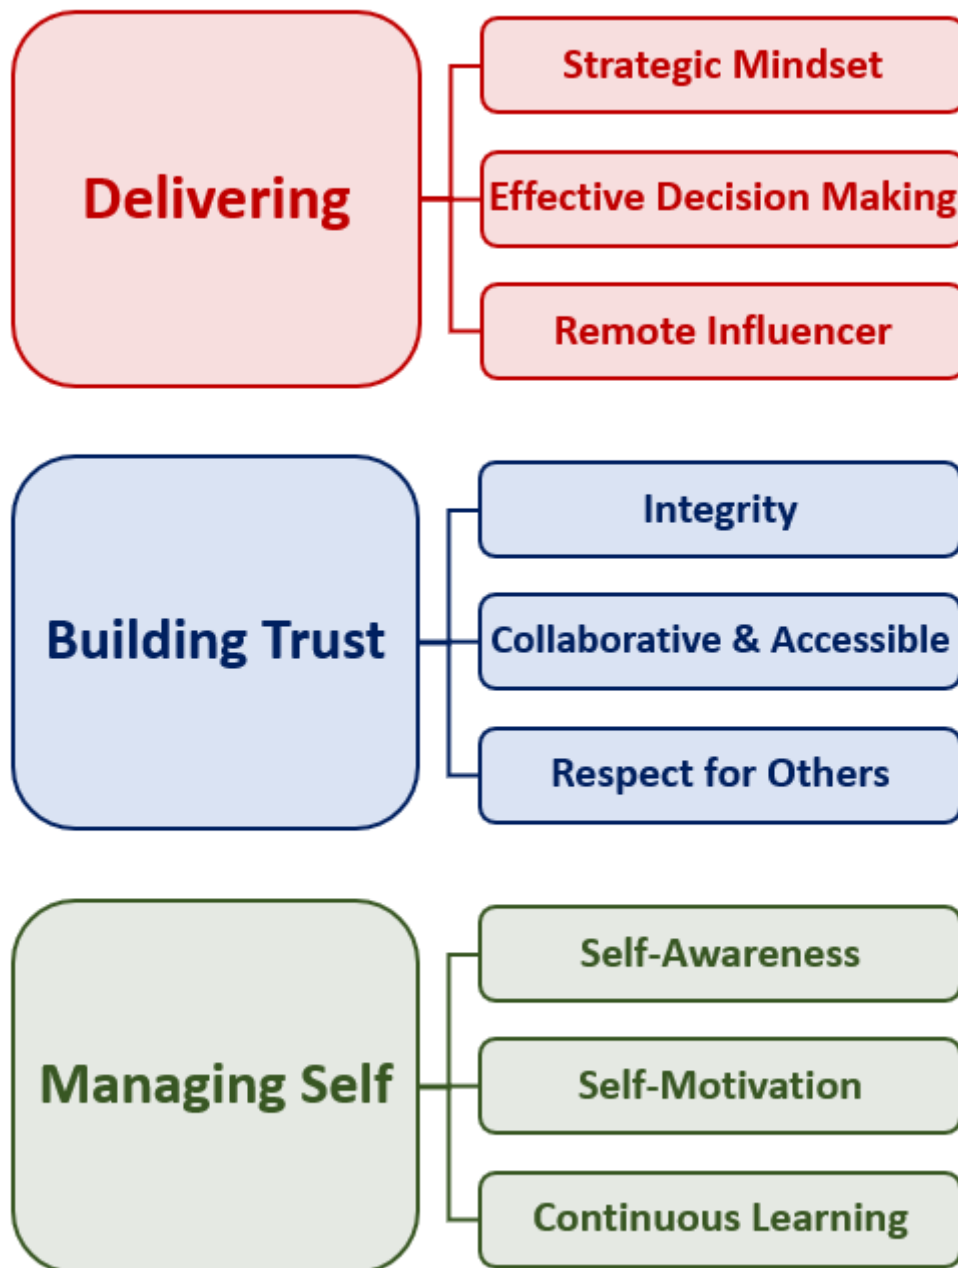 Delivering
Strategic Mindset
Effective Decision Making
Remote Influencer
Building Trust
Integrity
Collaborative & Accessible
Respect for Others
Managing Self
Self-Awareness
Self-Motivation
Continuous Learning